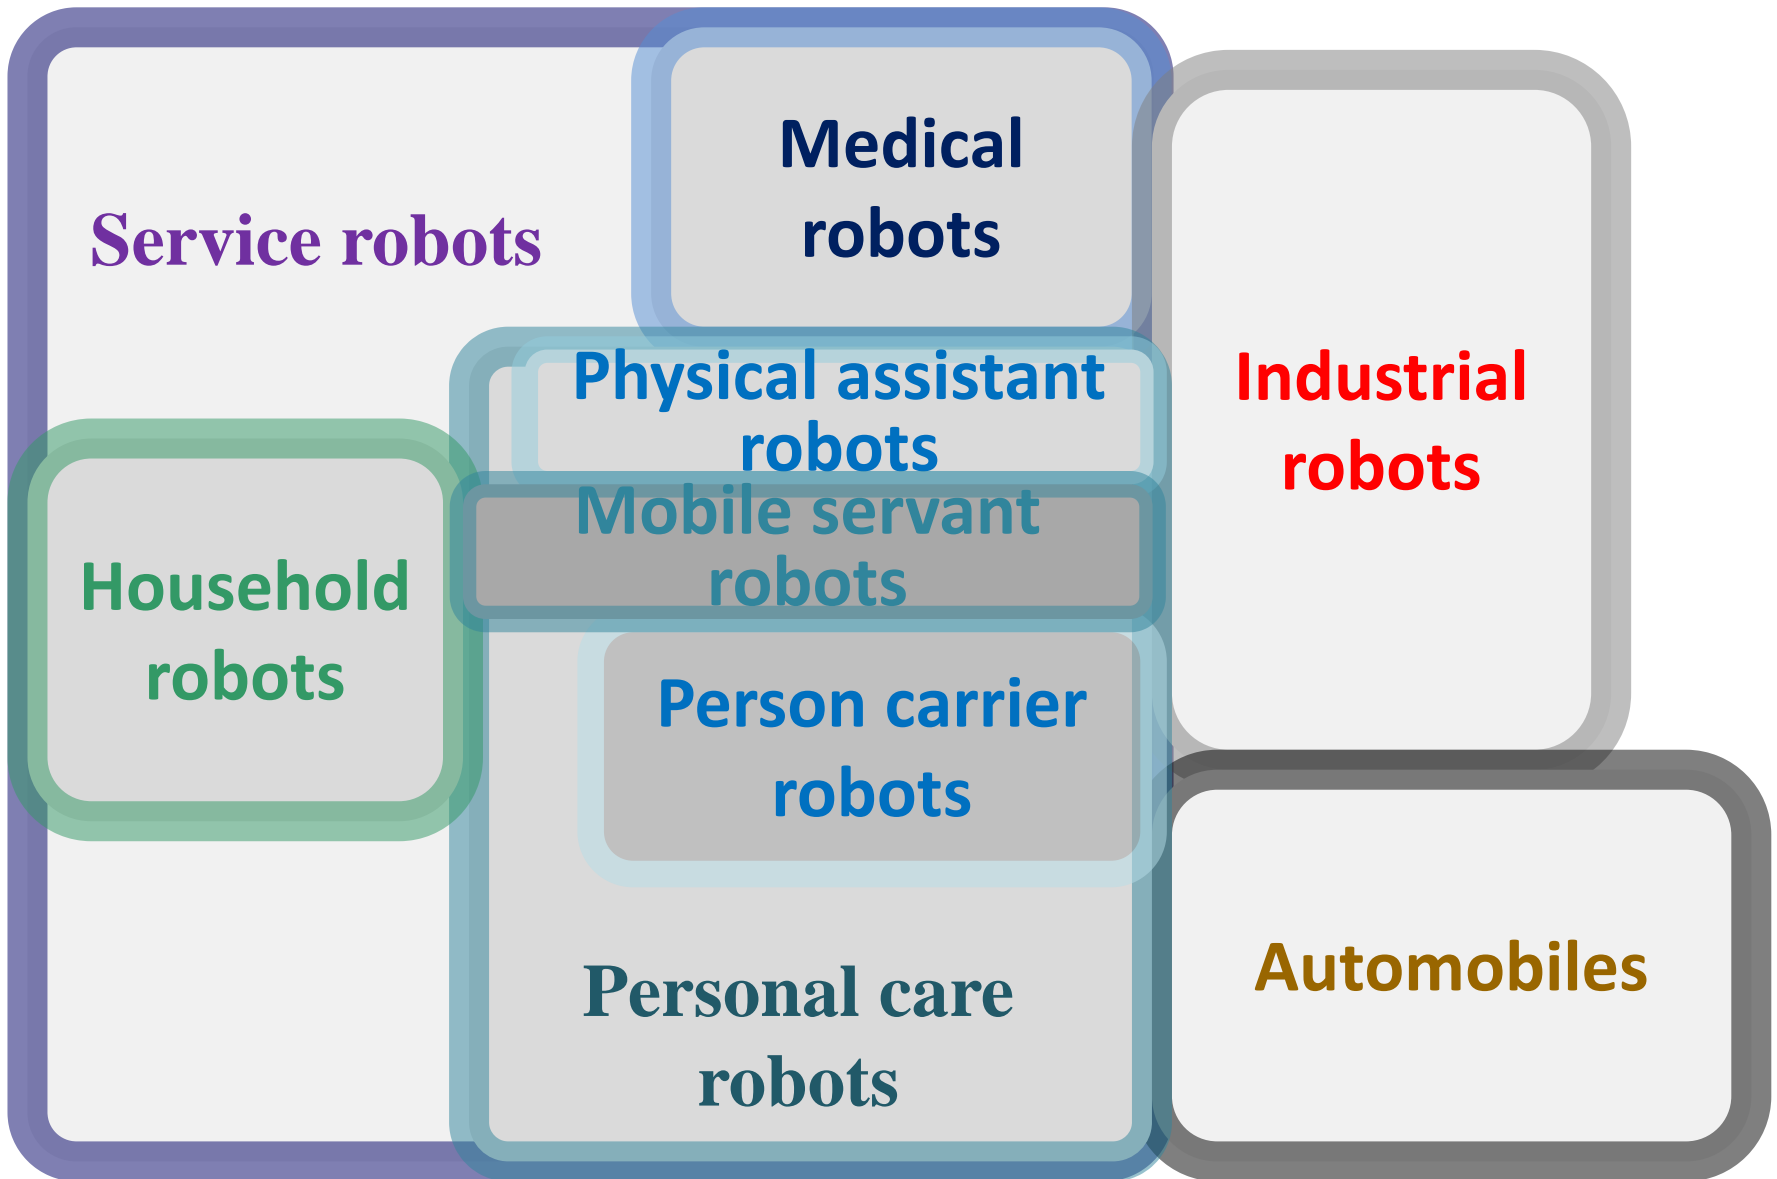 Service robots
Medical
robots
Physical assistant
robots
Mobile servant
robots
Household
robots
Person carrier
robots
Personal care
robots
Industrial
robots
Automobiles